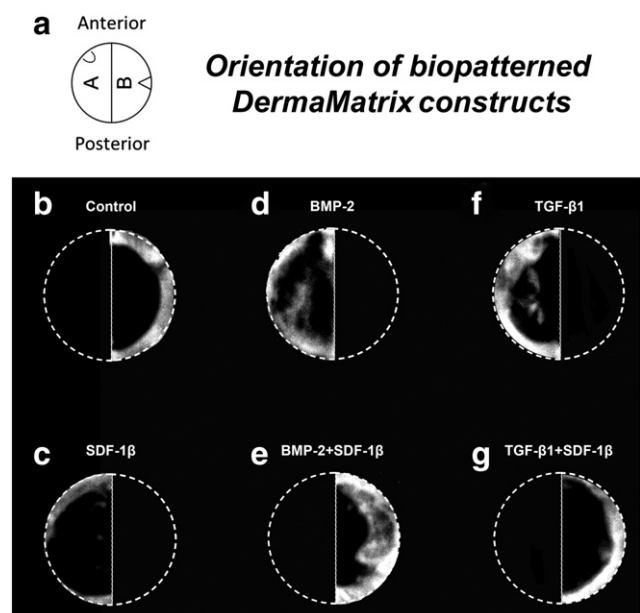 a
Anterior
A
B
Posterior
Orientation of biopatterned
DermaMatrix constructs
b
Control
d
BMP-2
f
TGF-β1
c
SDF-1β
e
BMP-2+SDF-1β
g
TGF-β1+SDF-1β